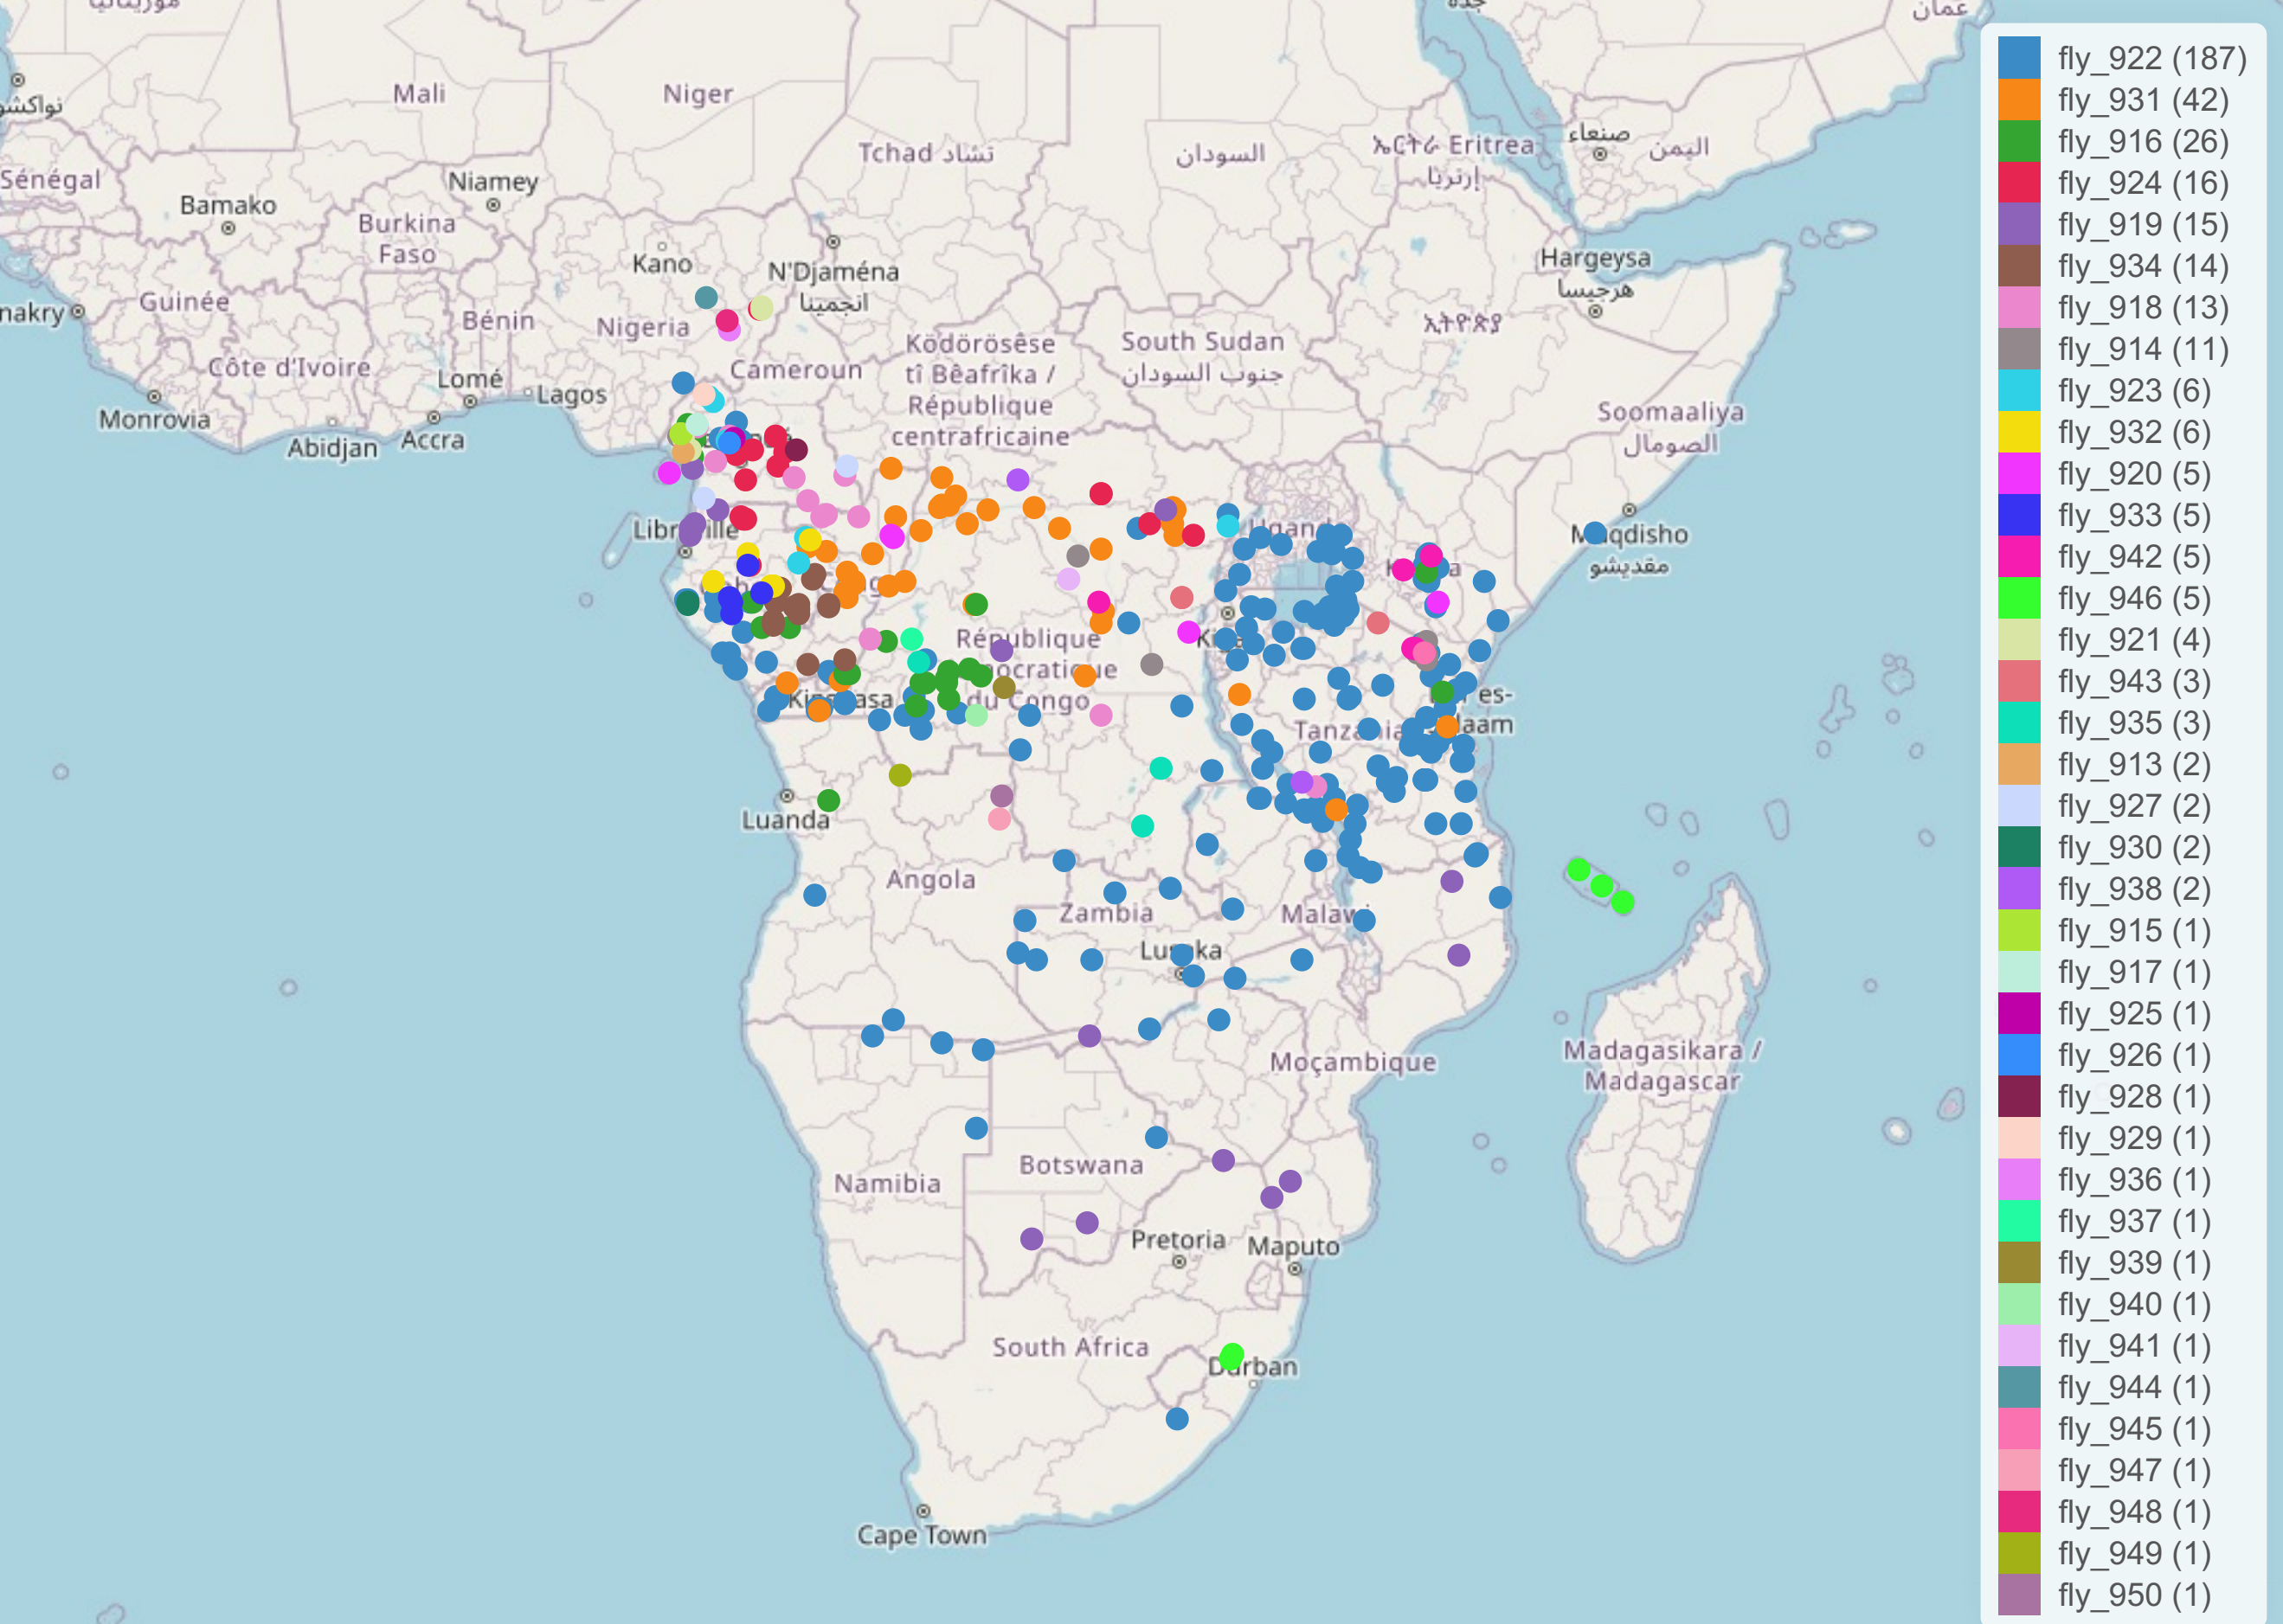 موريتانيا
جدة
عمان
نواكشو
Mali
Niger
Tchad تشاد
السودان
ኤርትራ Eritrea
إرتريا
صنعاء
اليمن
Sénégal
Bamako
Niamey
Burkina
Faso
Kano
N'Djaména
انجمينا
Hargeysa
هرجيسا
nakry
Guinée
Bénin
Nigeria
ኢትዮጵያ
Côte d'Ivoire
Lomé
Lagos
Cameroun
Ködörösêse
tî Bêafrîka /
République
centrafricaine
South Sudan
جنوب السودان
Monrovia
Abidjan
Accra
Soomaaliya
الصومال
Muqdisho
مقديشو
Libreville
République
du Congo
Luanda
Tanzania
Angola
Zambia
Malawi
Lusaka
Moçambique
Madagasikara /
Madagascar
Namibia
Botswana
Pretoria
Maputo
South Africa
Durban
Cape Town
fly_922 (187)
fly_931 (42)
fly_916 (26)
fly_924 (16)
fly_919 (15)
fly_934 (14)
fly_918 (13)
fly_914 (11)
fly_923 (6)
fly_932 (6)
fly_920 (5)
fly_933 (5)
fly_942 (5)
fly_946 (5)
fly_921 (4)
fly_943 (3)
fly_935 (3)
fly_913 (2)
fly_927 (2)
fly_930 (2)
fly_938 (2)
fly_915 (1)
fly_917 (1)
fly_925 (1)
fly_926 (1)
fly_928 (1)
fly_929 (1)
fly_936 (1)
fly_937 (1)
fly_939 (1)
fly_940 (1)
fly_941 (1)
fly_944 (1)
fly_945 (1)
fly_947 (1)
fly_948 (1)
fly_949 (1)
fly_950 (1)